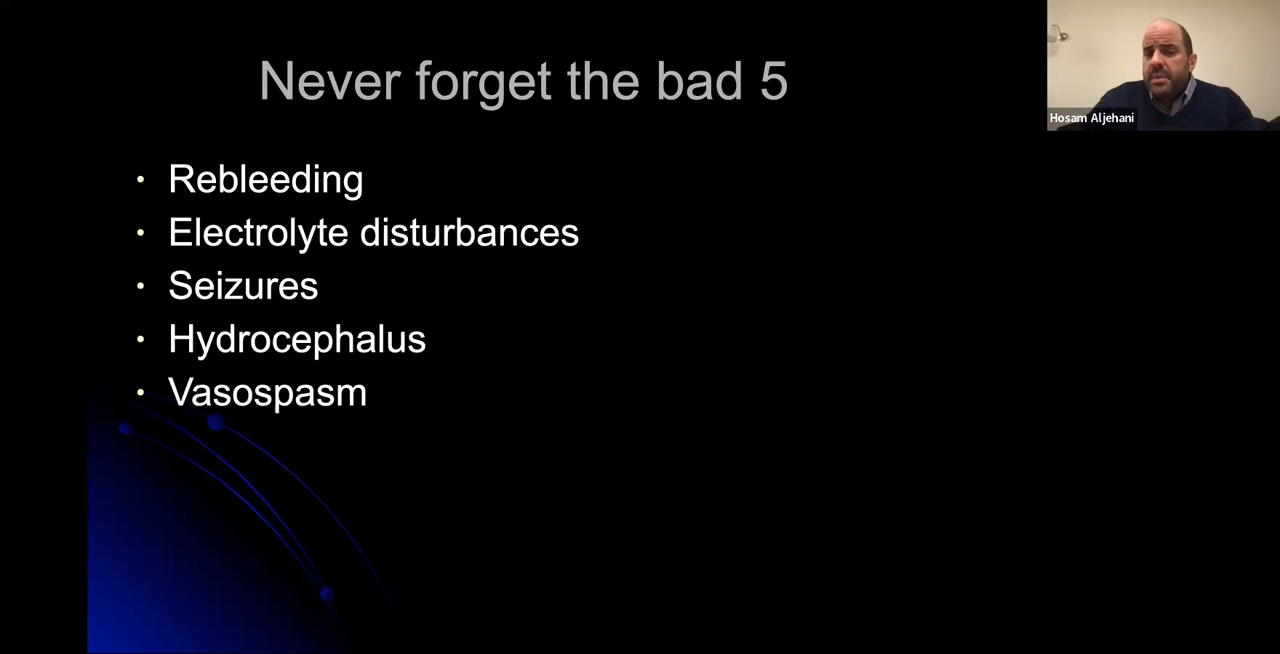 Never forget the bad 5
Hosam Aljehani
• Rebleeding
• Electrolyte disturbances
• Seizures
• Hydrocephalus
• Vasospasm